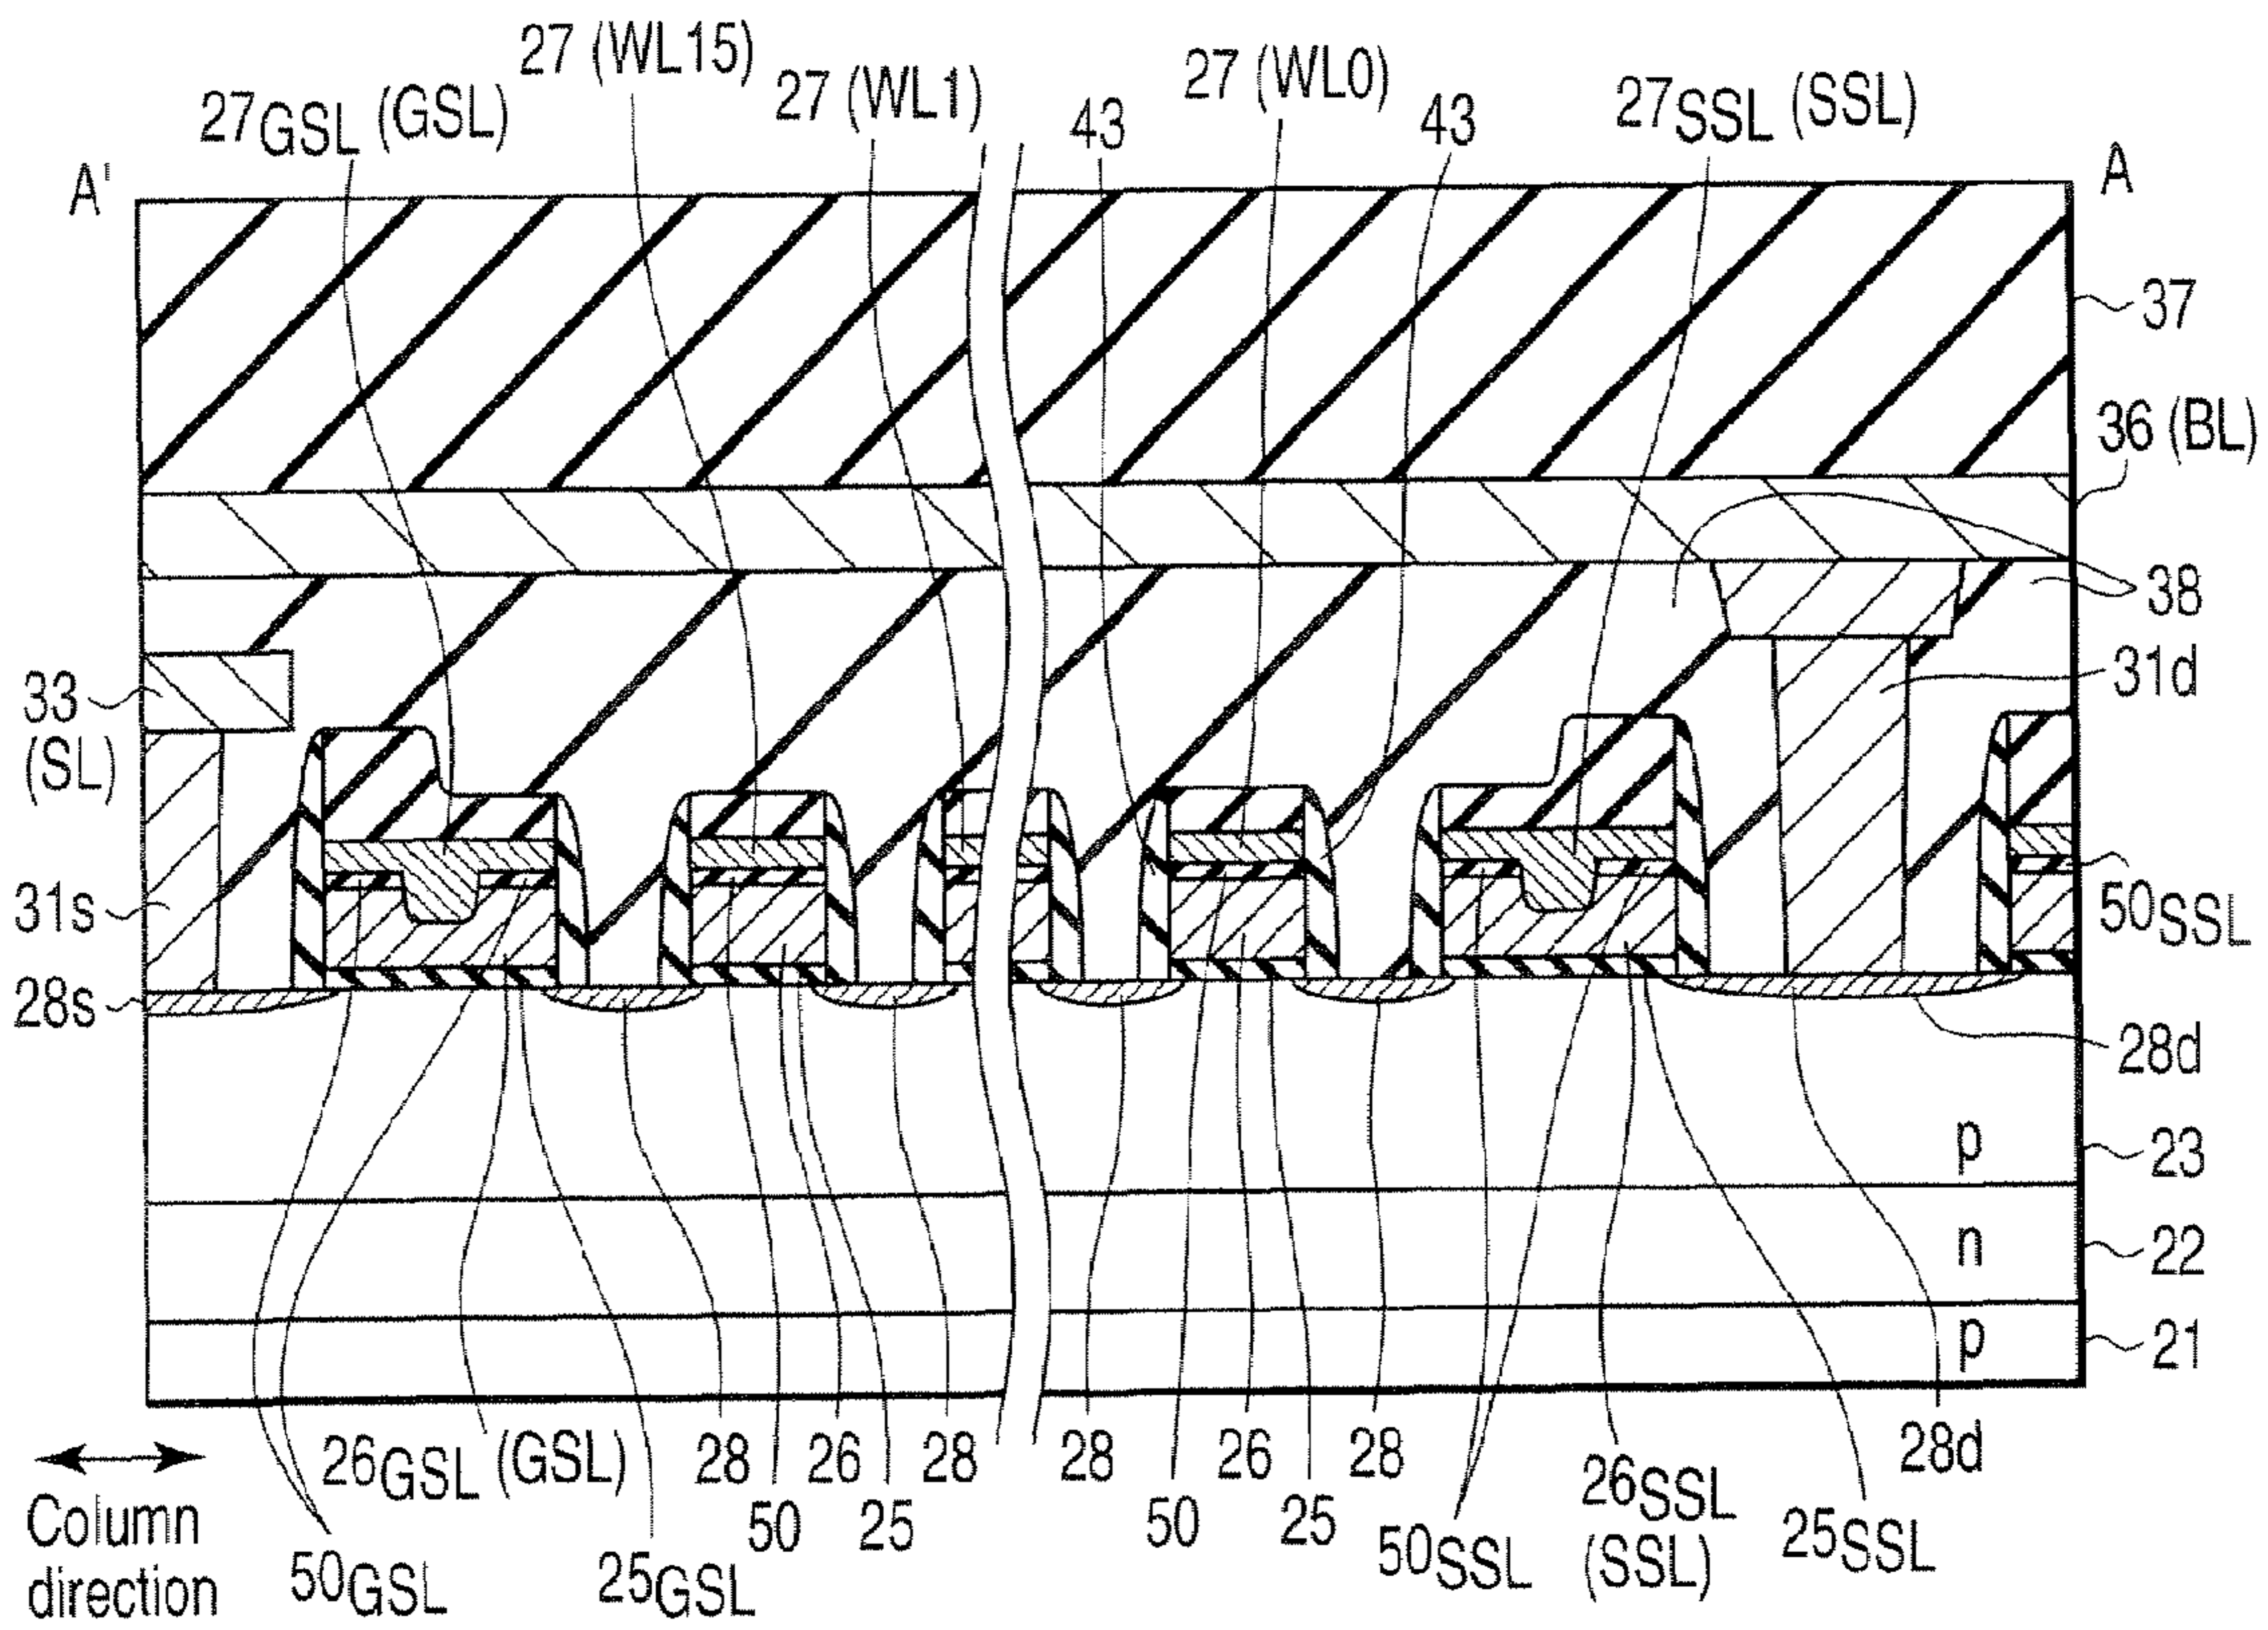 27 (WL15)
27GSL (GSL)
27 (WL1)
43
27 (WL0)
43
27SSL (SSL)
A'
A
37
36 (BL)
38
33
(SL)
31d
31s
50SSL
28s
28d
p
23
n
22
p
21
26GSL (GSL)
28
26
28
28
26
28
26SSL
(SSL)
28d
50
25
50
25
50SSL
25SSL
Column
direction
50GSL
25GSL